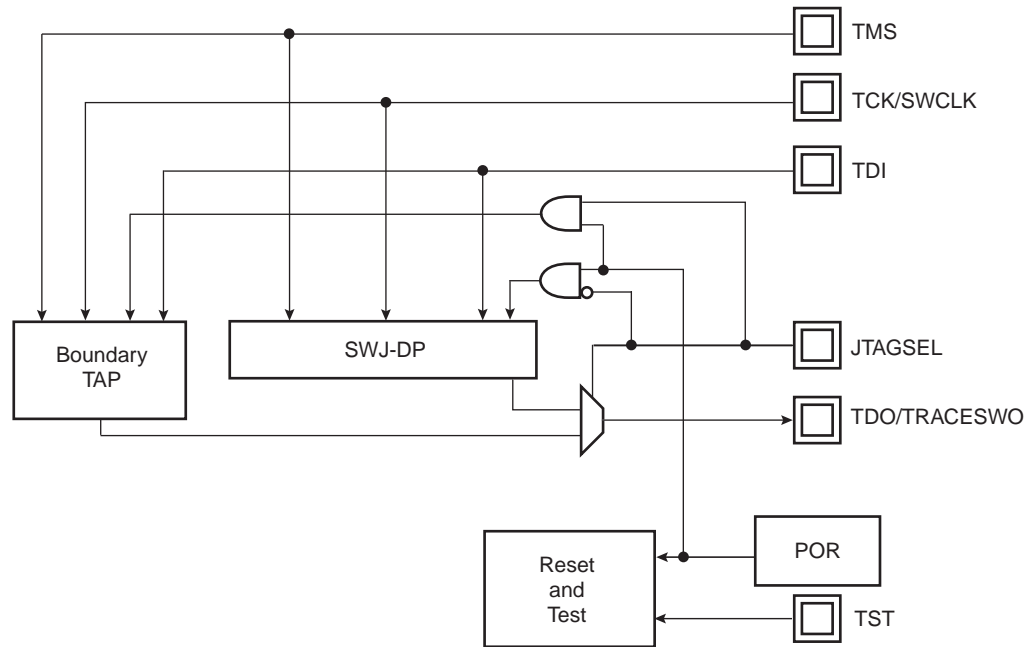 TMS
TCK/SWCLK
TDI
Boundary
TAP
SWJ-DP
JTAGSEL
TDO/TRACESWO
Reset
and
Test
POR
TST